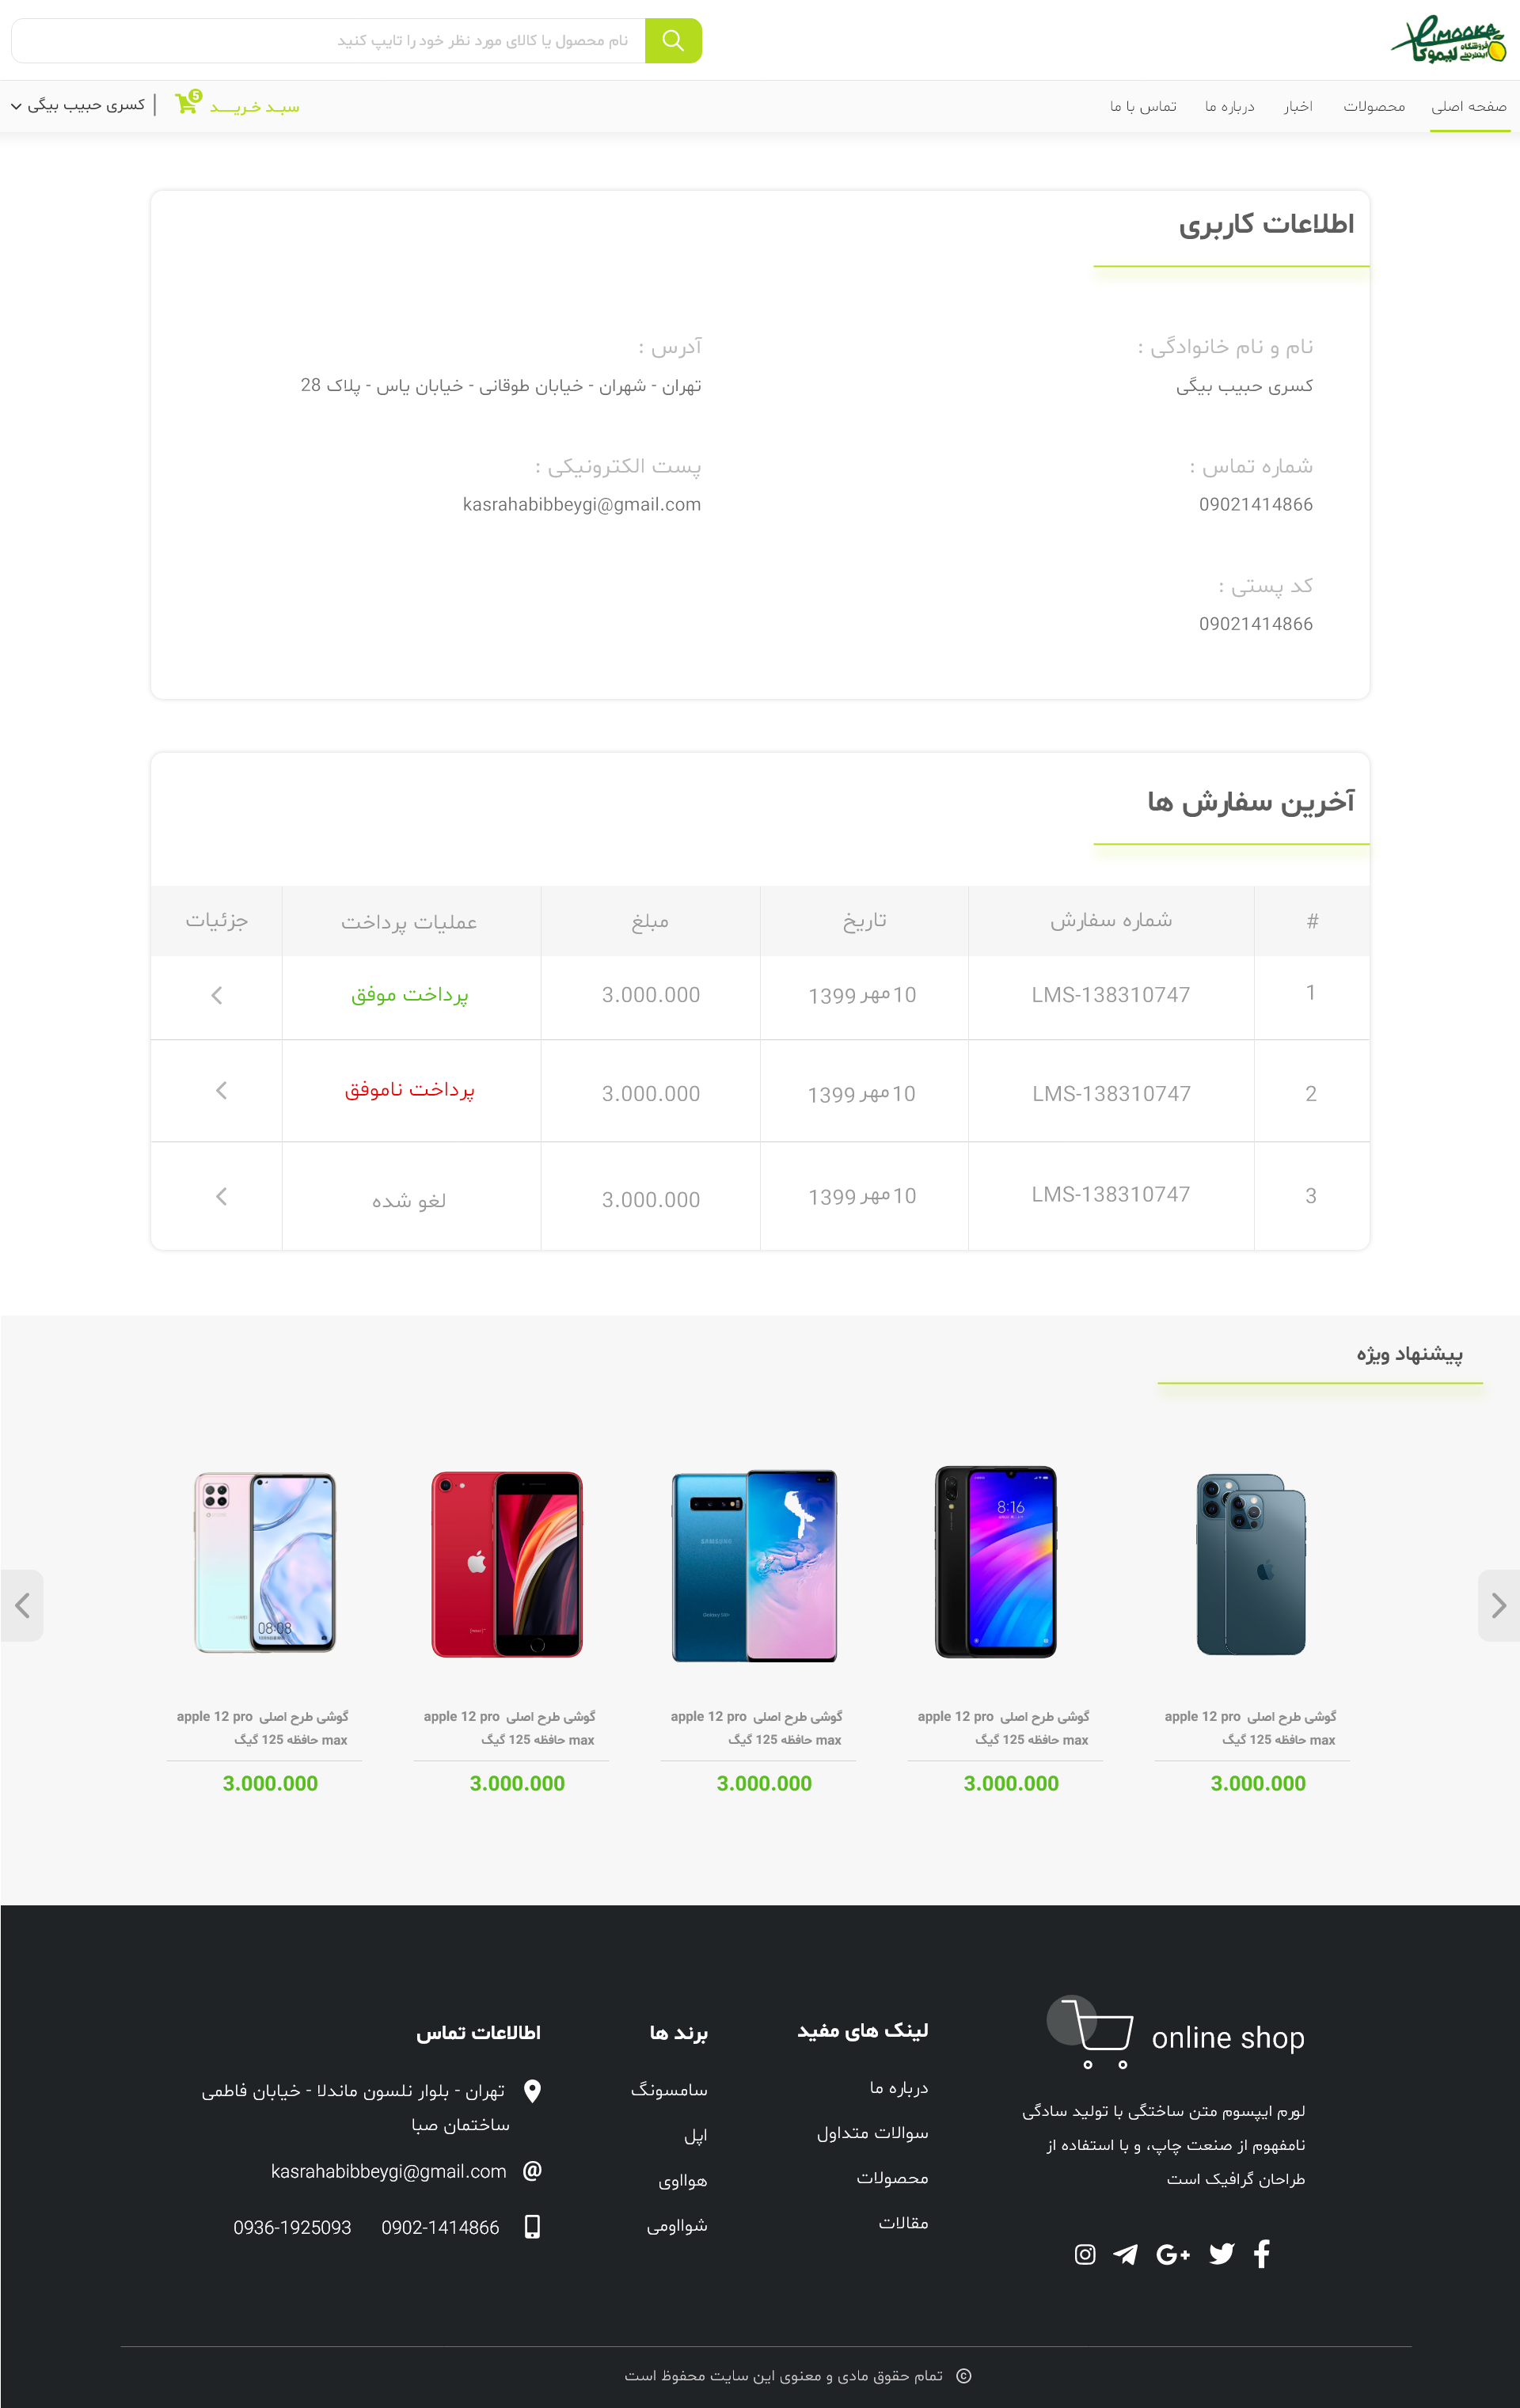 LIMOOKA
فروشگاه اینترنتی لیموکا
نام محصول یا کالای مورد نظر خود را تایپ کنید
صفحه اصلی
محصولات
اخبار
درباره ما
تماس با ما
سبـد خـریـــد
5
کسری حبیب بیگی
اطلاعات کاربری
نام و نام خانوادگی :
کسری حبیب بیگی
آدرس :
تهران - شهران - خیابان طوقانی - خیابان یاس - پلاک 28
شماره تماس :
09021414866
پست الکترونیکی :
kasrahabibbeygi@gmail.com
کد پستی :
09021414866
آخرین سفارش ها
# شماره سفارش تاریخ مبلغ عملیات پرداخت جزئیات
1 LMS-138310747 10 مهر 1399 3.000.000 پرداخت موفق
2 LMS-138310747 10 مهر 1399 3.000.000 پرداخت ناموفق
3 LMS-138310747 10 مهر 1399 3.000.000 لغو شده
پیشنهاد ویژه
8:16
SAMSUNG
08:08
گوشی طرح اصلی apple 12 pro
max حافظه 125 گیگ
3.000.000
گوشی طرح اصلی apple 12 pro
max حافظه 125 گیگ
3.000.000
گوشی طرح اصلی apple 12 pro
max حافظه 125 گیگ
3.000.000
گوشی طرح اصلی apple 12 pro
max حافظه 125 گیگ
3.000.000
گوشی طرح اصلی apple 12 pro
max حافظه 125 گیگ
3.000.000
online shop
لورم ایپسوم متن ساختگی با تولید سادگی
نامفهوم از صنعت چاپ، و با استفاده از
طراحان گرافیک است
لینک های مفید
درباره ما
سوالات متداول
محصولات
مقالات
برند ها
سامسونگ
اپل
هوااوی
شوااومی
اطالاعات تماس
تهران - بلوار نلسون ماندلا - خیابان فاطمی
ساختمان صبا
kasrahabibbeygi@gmail.com
0902-1414866 0936-1925093
© تمام حقوق مادی و معنوی این سایت محفوظ است